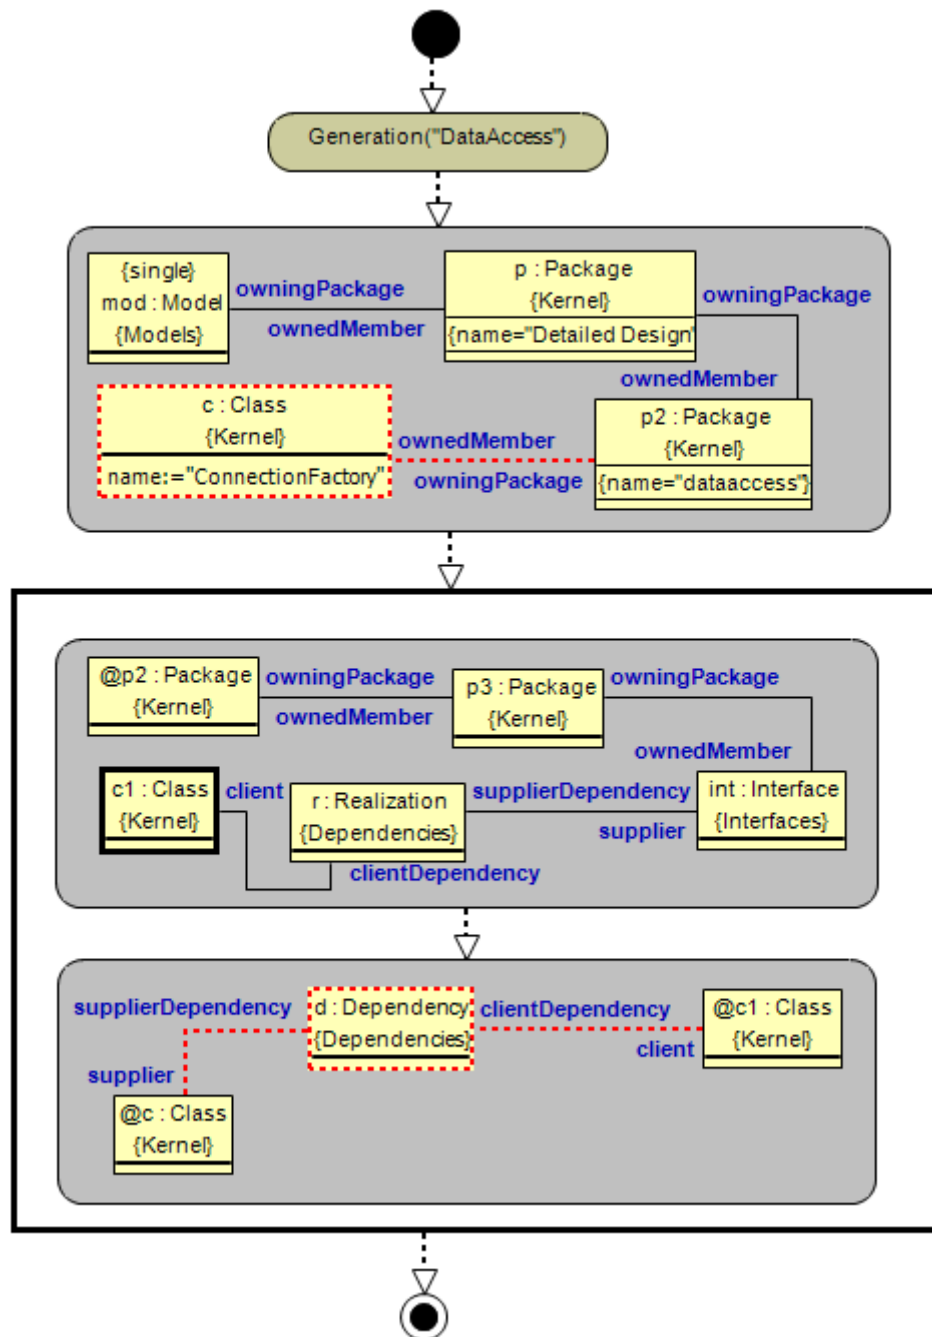 Generation("DataAccess")
{single}
mod : Model
{Models}
owningPackage
ownedMember
p : Package
{Kernel}
{name="Detailed Design"
owningPackage
ownedMember
c : Class
{Kernel}
name:="ConnectionFactory"
ownedMember
owningPackage
p2 : Package
{Kernel}
{name="dataaccess"}
@p2 : Package
{Kernel}
owningPackage
ownedMember
p3 : Package
{Kernel}
owningPackage
ownedMember
c1 : Class
{Kernel}
client
r : Realization
{Dependencies}
clientDependency
supplierDependency
supplier
int : Interface
{Interfaces}
supplierDependency
supplier
d : Dependency
{Dependencies}
clientDependency
client
@c1 : Class
{Kernel}
@c : Class
{Kernel}